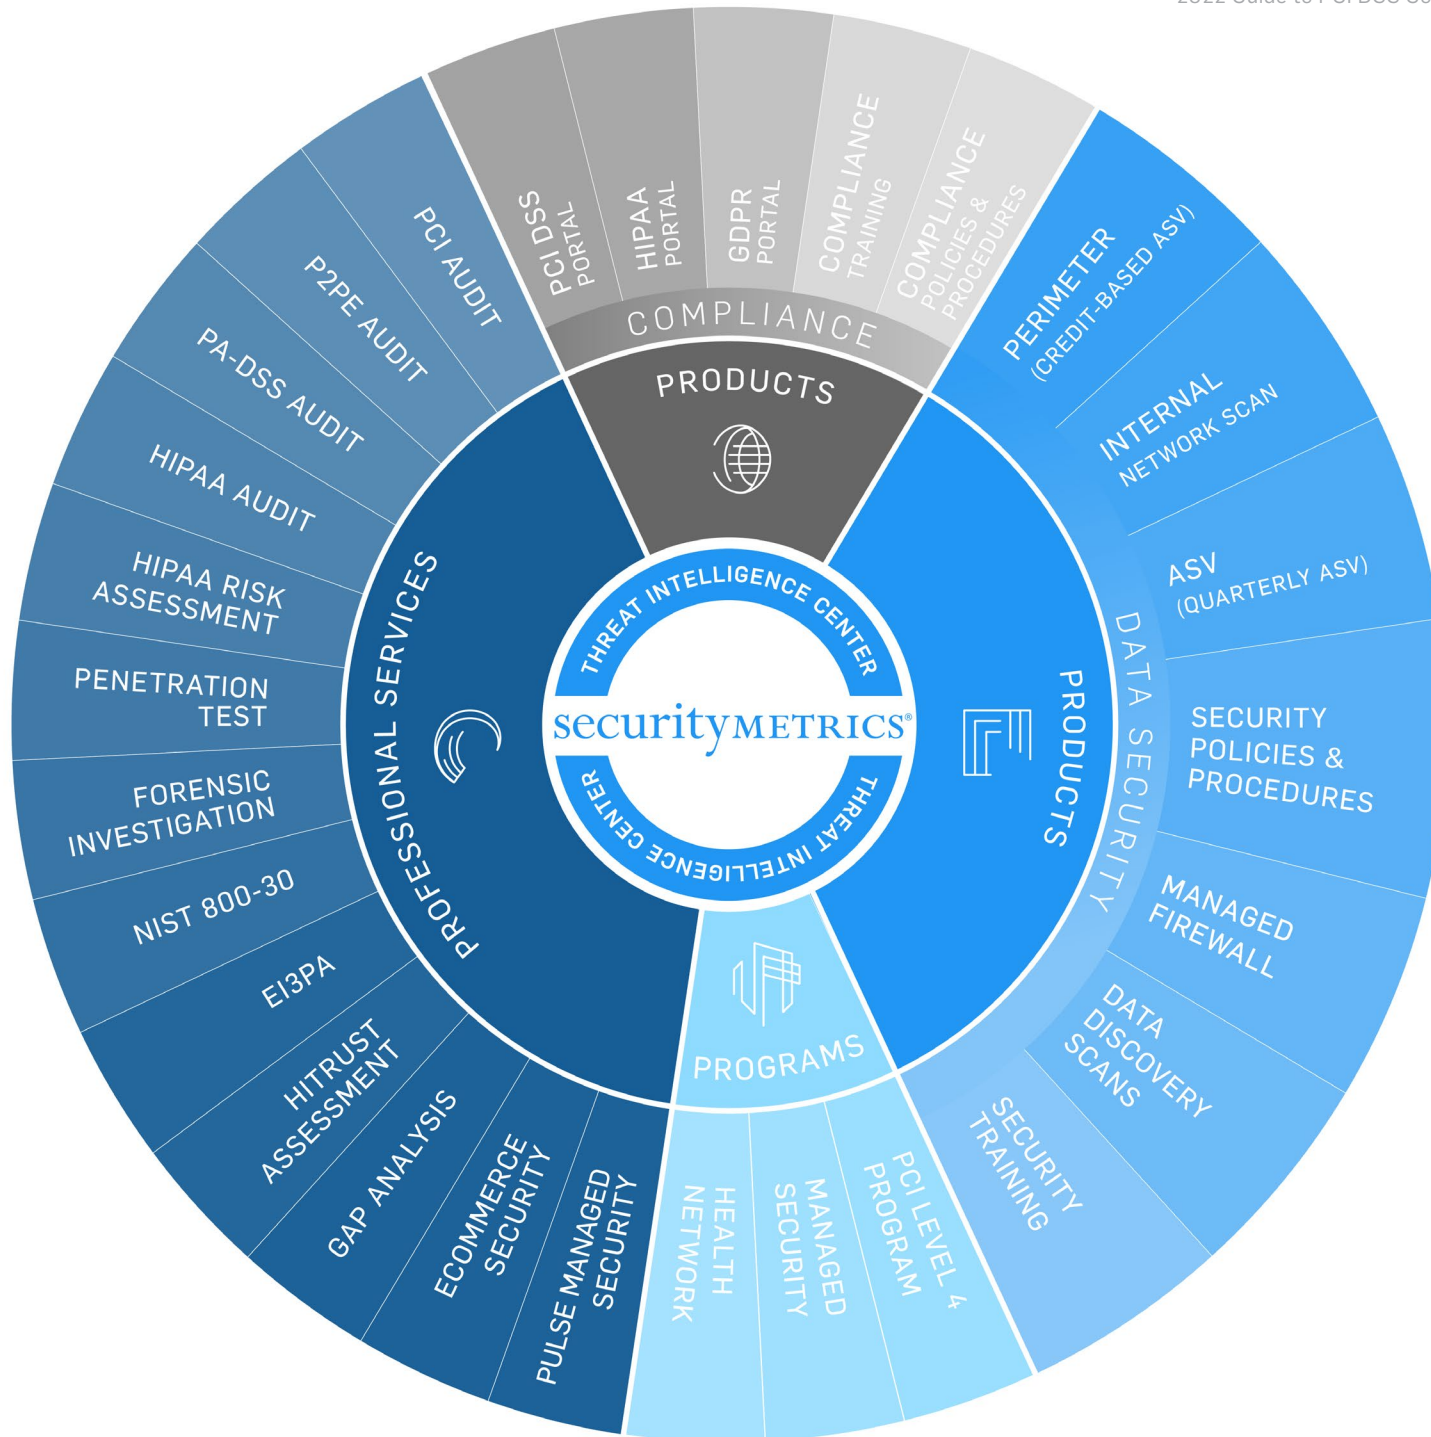 PCI DSS
PORTAL
HIPAA
PORTAL
GDPR
PORTAL
COMPLIANCE
TRAINING
COMPLIANCE
POLICIES &
PROCEDURES
COMPLIANCE
PRODUCTS
PERIMETER
(CREDIT-BASED ASV)
INTERNAL
NETWORK SCAN
ASV
(QUARTERLY ASV)
SECURITY
POLICIES &
PROCEDURES
MANAGED
FIREWALL
DATA
DISCOVERY
SCANS
SECURITY
TRAINING
DATA SECURITY
PRODUCTS
PCI LEVEL 4
PROGRAM
MANAGED
SECURITY
HEALTH
NETWORK
PROGRAMS
PULSE MANAGED
SECURITY
ECOMMERCE
SECURITY
GAP ANALYSIS
HITRUST
ASSESSMENT
EI3PA
NIST 800-30
FORENSIC
INVESTIGATION
PENETRATION
TEST
HIPAA RISK
ASSESSMENT
HIPAA AUDIT
PA-DSS AUDIT
P2PE AUDIT
PCI AUDIT
PROFESSIONAL SERVICES
THREAT INTELLIGENCE CENTER
securityMETRICS®
THREAT INTELLIGENCE CENTER